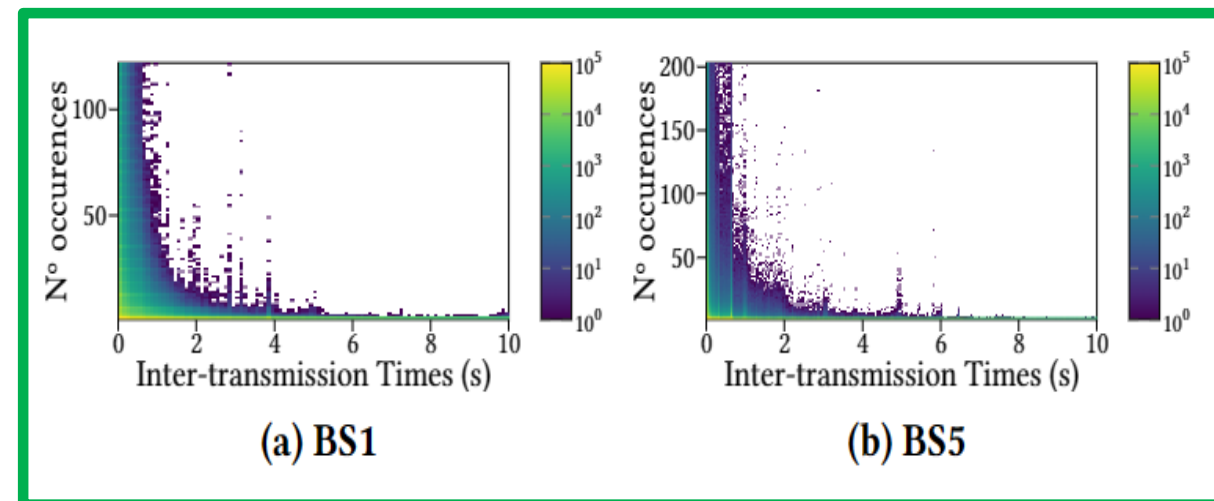 N° occurences
100
50
0 2 4 6 8 10
Inter-transmission Times (s)
10^5
10^4
10^3
10^2
10^1
10^0
(a) BS1
N° occurences
200
150
100
50
0 2 4 6 8 10
Inter-transmission Times (s)
10^5
10^4
10^3
10^2
10^1
10^0
(b) BS5